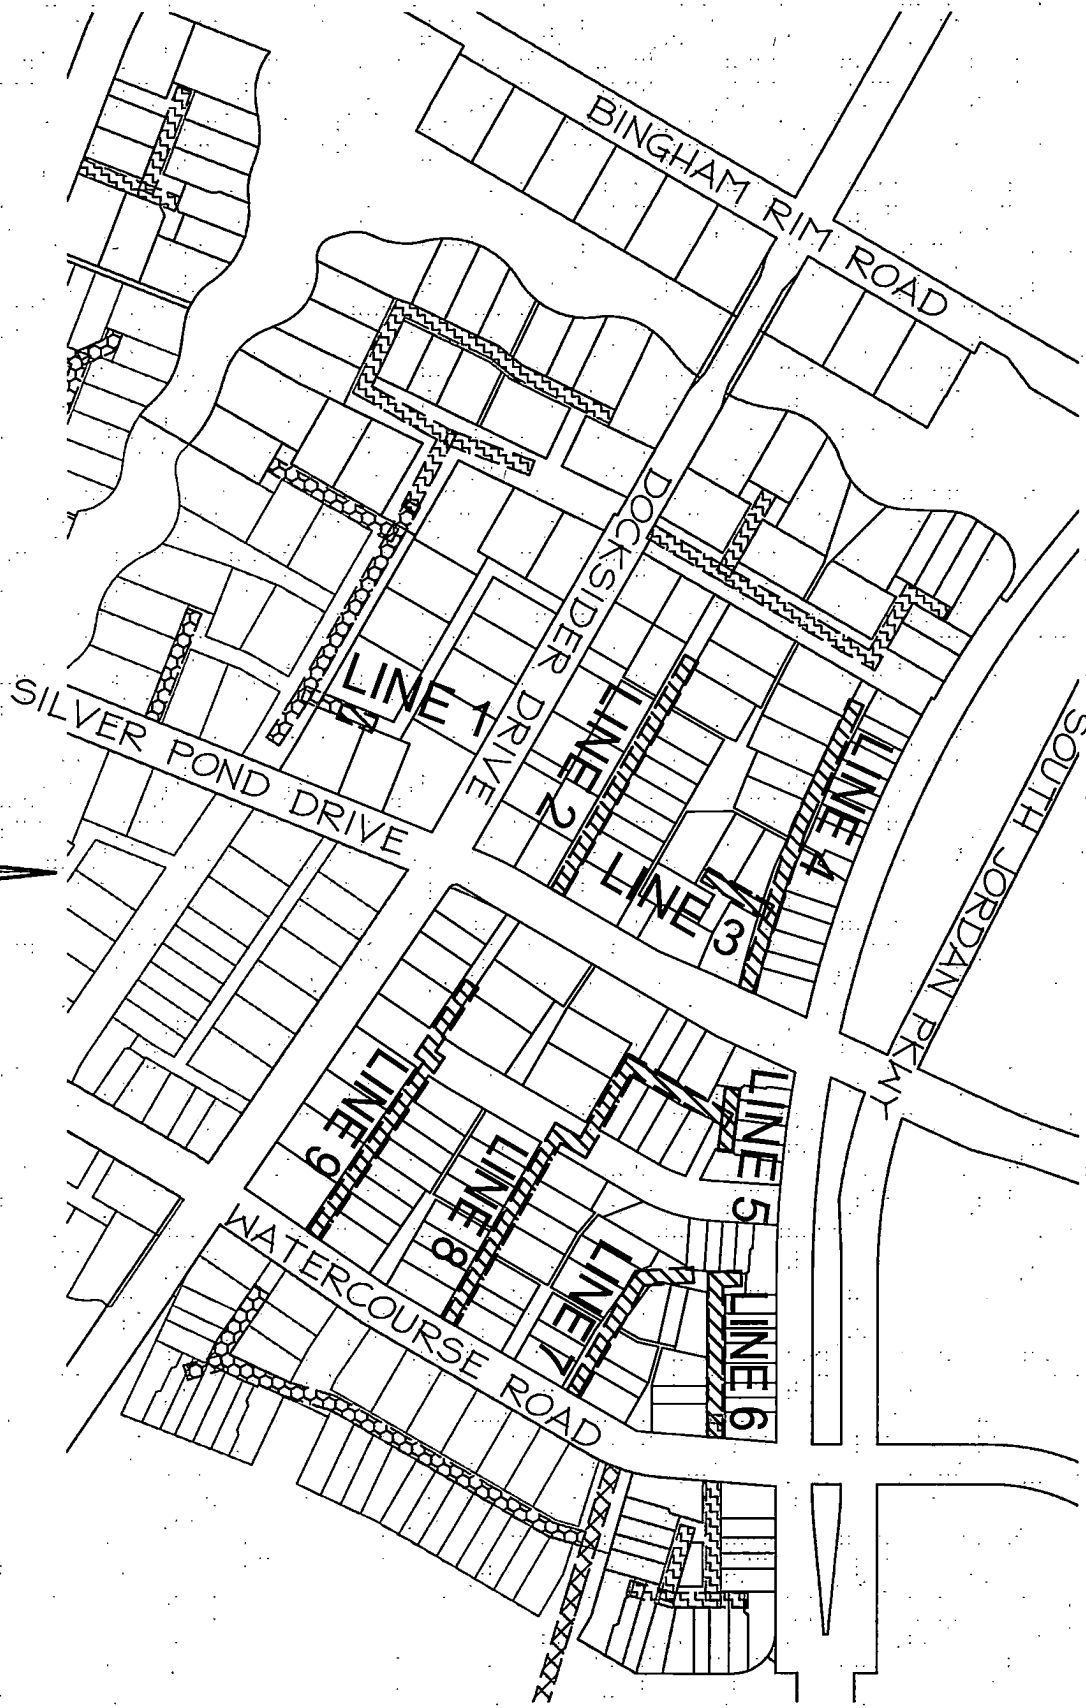 BINGHAM RIM ROAD
DOCKSIDER DRIVE
LINE 1
SILVER POND DRIVE
LINE 2
LINE 4
SOUTH JORDAN PKWY
LINE 3
LINE 9
LINE 5
LINE 8
WATERCOURSE ROAD
LINE 7
LINE 6